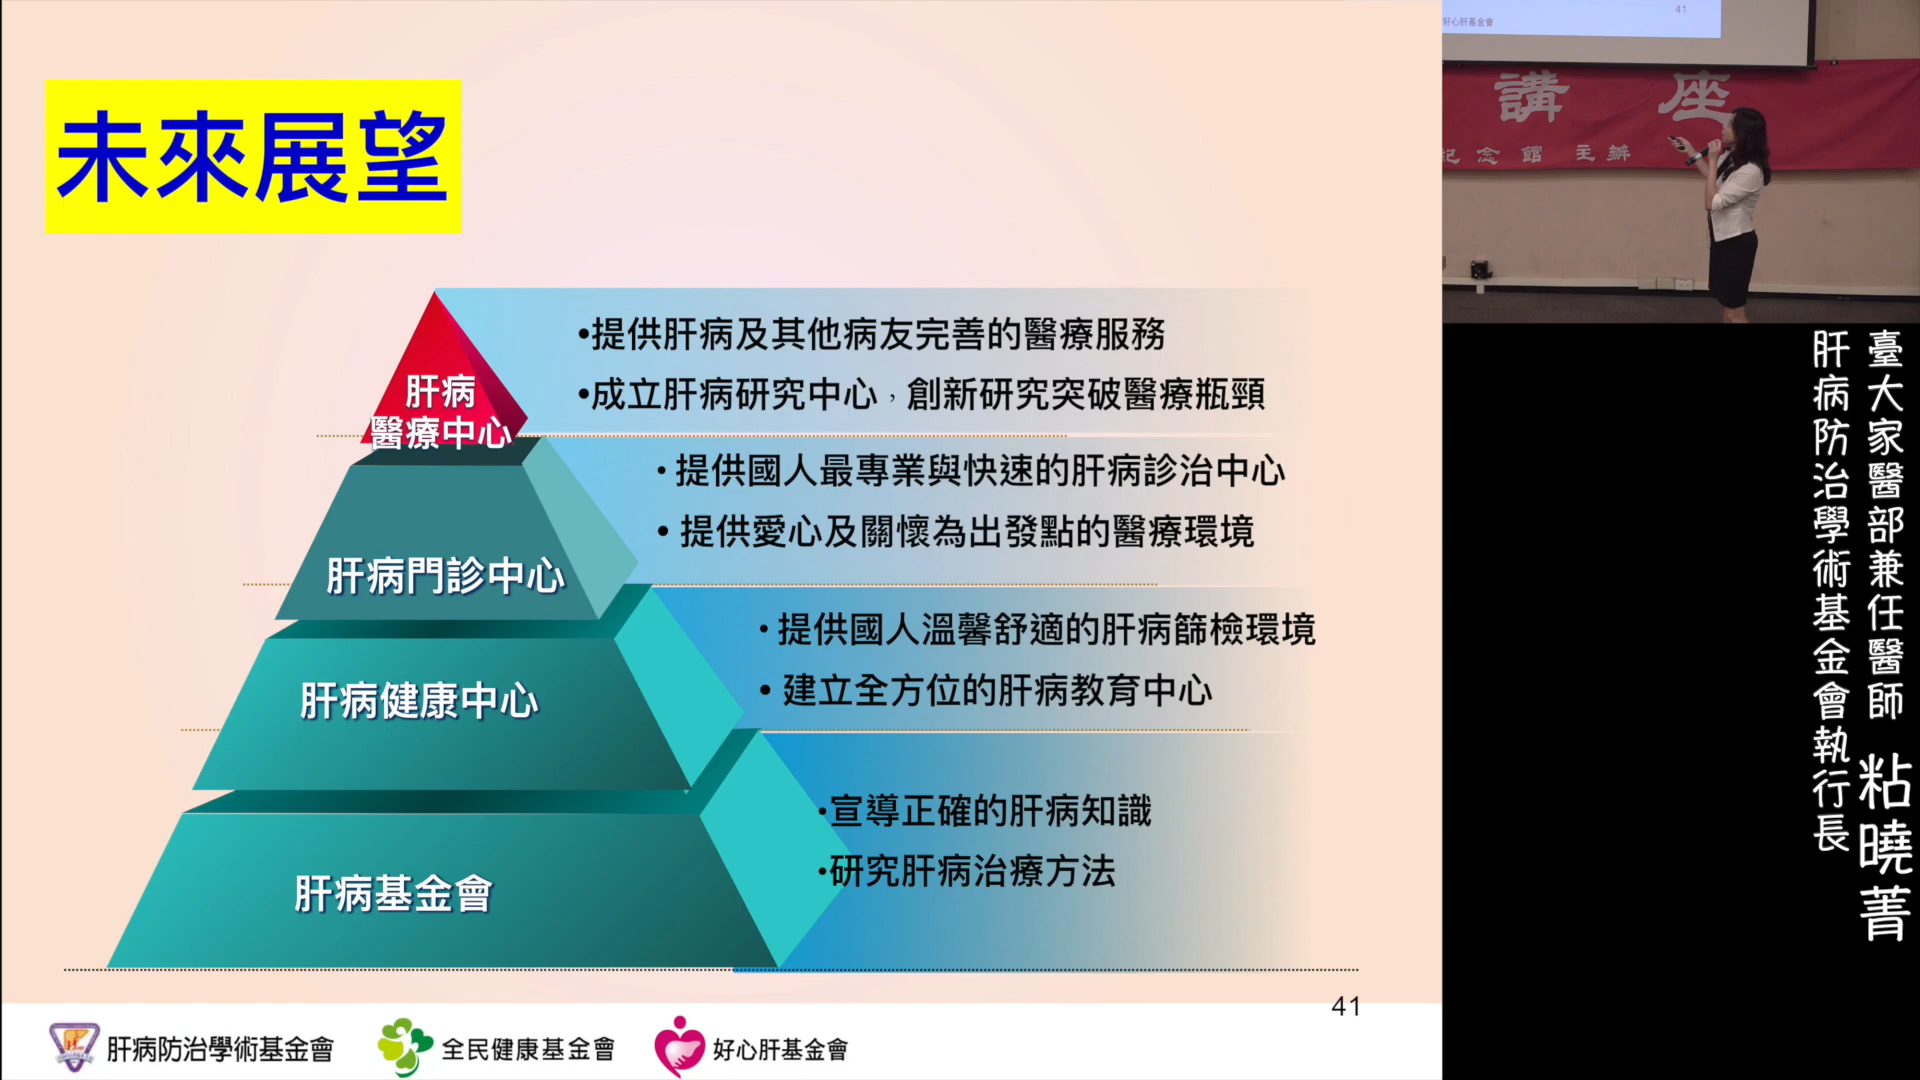 未來展望
肝病
醫療中心
•提供肝病及其他病友完善的醫療服務
•成立肝病研究中心，創新研究突破醫療瓶頸
肝病門診中心
• 提供國人最專業與快速的肝病診治中心
• 提供愛心及關懷為出發點的醫療環境
肝病健康中心
• 提供國人溫馨舒適的肝病篩檢環境
• 建立全方位的肝病教育中心
肝病基金會
•宣導正確的肝病知識
•研究肝病治療方法
41
肝病防治學術基金會
全民健康基金會
好心肝基金會
41
好心肝基金會
講座
紀念館 主辦
臺大家醫部兼任醫師 粘曉菁
肝病防治學術基金會執行長